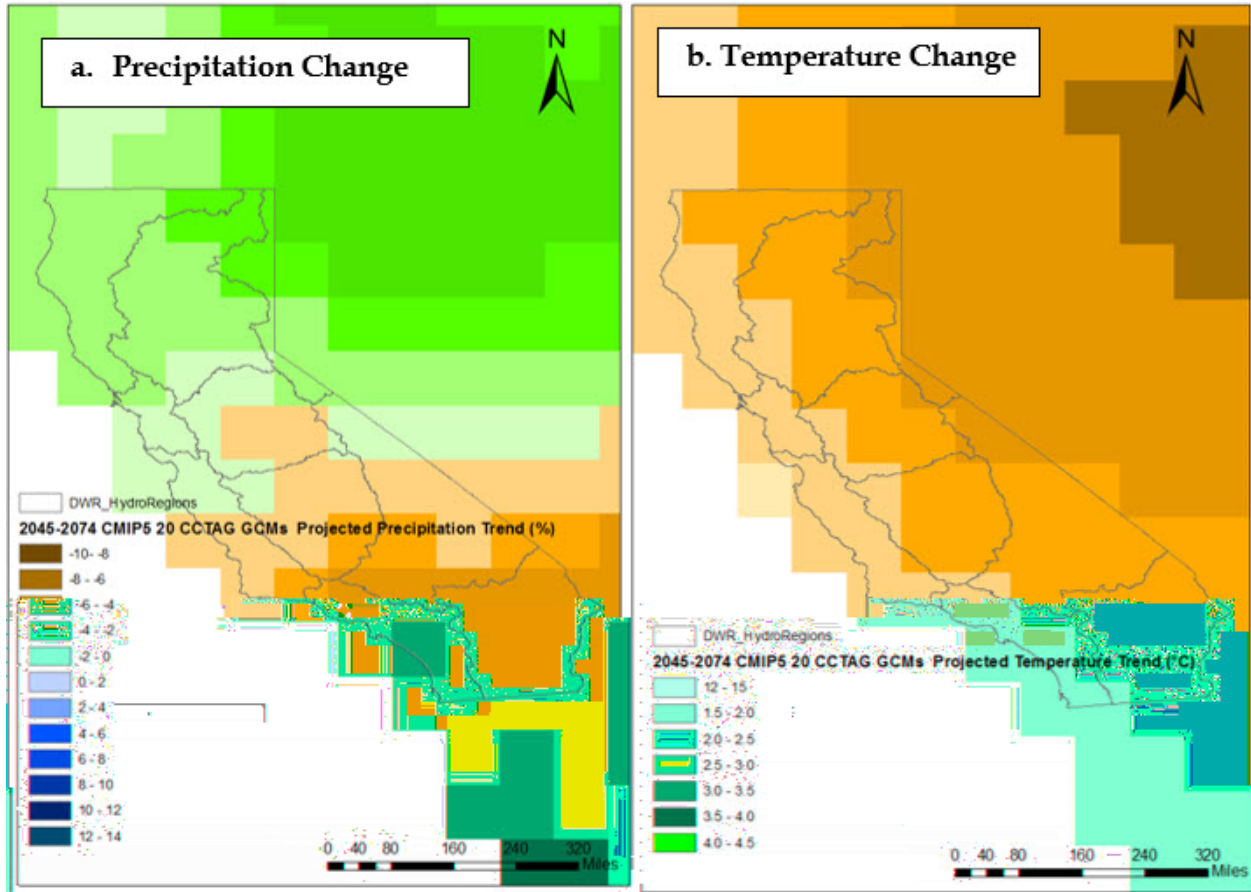 a. Precipitation Change
N
DWR_HydroRegions
2045-2074 CMIP5 20 CCTAG GCMs Projected Precipitation Trend (%)
-10- -8
-8 - -6
-6 - -4
-4 - -2
-2 - 0
0 - 2
2 - 4
4 - 6
6 - 8
8 - 10
10 - 12
12 - 14
0 40 80 160 240 320
Miles
b. Temperature Change
N
DWR_HydroRegions
2045-2074 CMIP5 20 CCTAG GCMs Projected Temperature Trend (°C)
12 - 15
1.5 - 2.0
2.0 - 2.5
2.5 - 3.0
3.0 - 3.5
3.5 - 4.0
4.0 - 4.5
0 40 80 160 240 320
Miles